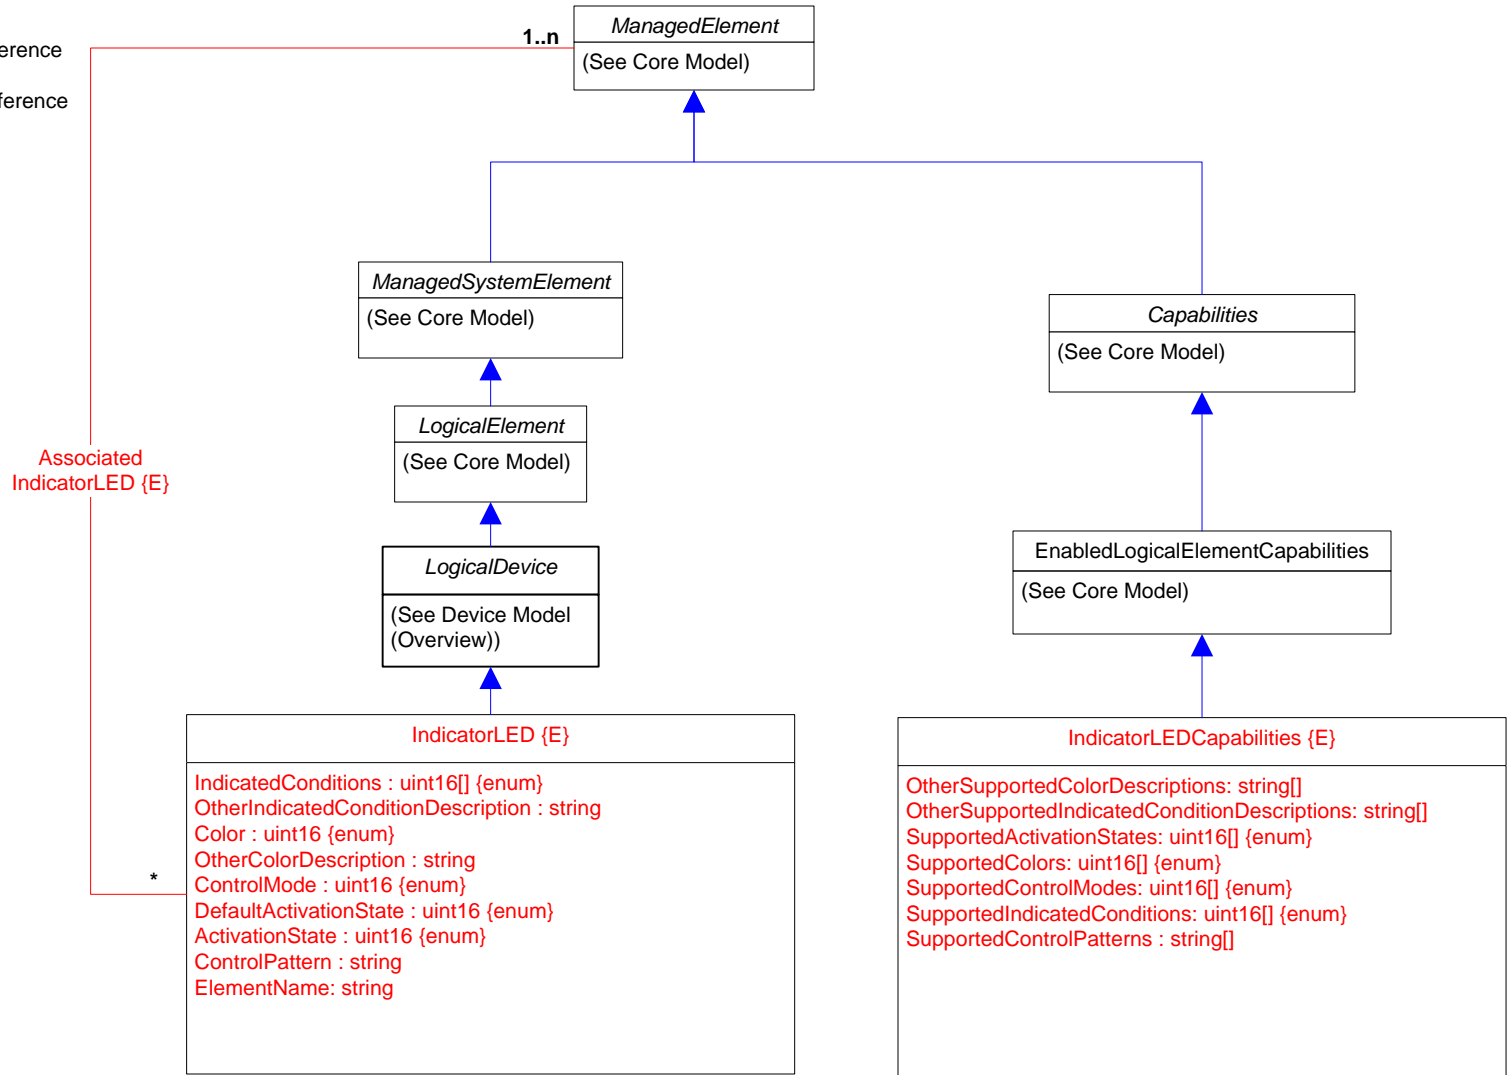 ManagedElement
(See Core Model)
1..n
erence
ference
ManagedSystemElement
(See Core Model)
Capabilities
(See Core Model)
LogicalElement
(See Core Model)
Associated
IndicatorLED {E}
LogicalDevice
(See Device Model
(Overview))
EnabledLogicalElementCapabilities
(See Core Model)
IndicatorLED {E}
IndicatedConditions : uint16[] {enum}
OtherIndicatedConditionDescription : string
Color : uint16 {enum}
OtherColorDescription : string
ControlMode : uint16 {enum}
DefaultActivationState : uint16 {enum}
ActivationState : uint16 {enum}
ControlPattern : string
ElementName: string
*
IndicatorLEDCapabilities {E}
OtherSupportedColorDescriptions: string[]
OtherSupportedIndicatedConditionDescriptions: string[]
SupportedActivationStates: uint16[] {enum}
SupportedColors: uint16[] {enum}
SupportedControlModes: uint16[] {enum}
SupportedIndicatedConditions: uint16[] {enum}
SupportedControlPatterns : string[]